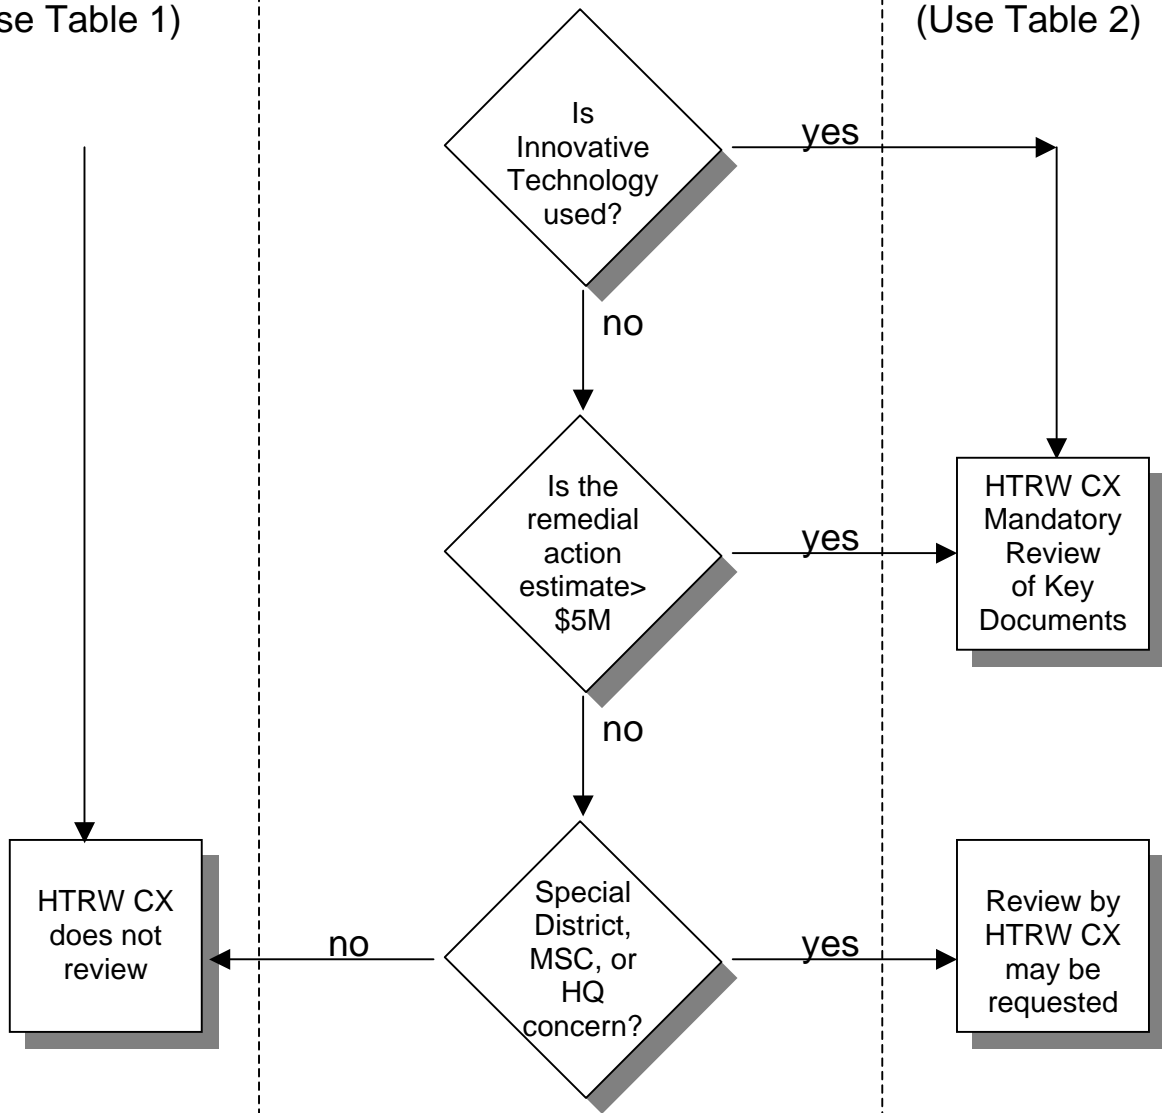 se Table 1)
(Use Table 2)
Is
Innovative
Technology
used?
yes
no
Is the
remedial
action
estimate>
$5M
yes
HTRW CX
Mandatory
Review
of Key
Documents
no
HTRW CX
does not
review
no
Special
District,
MSC, or
HQ
concern?
yes
Review by
HTRW CX
may be
requested